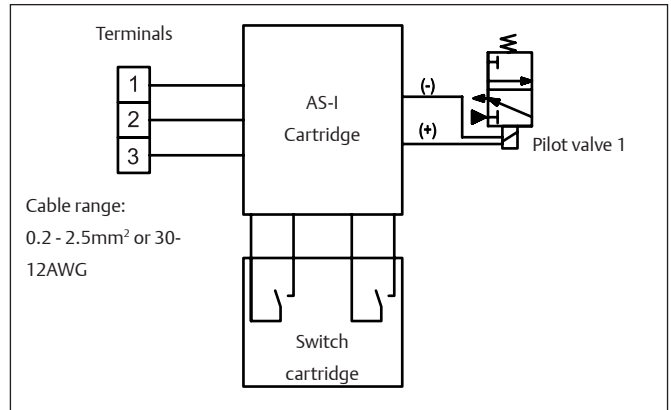 Terminals
1
2
3
AS-I
Cartridge
(-)
(+)
Pilot valve 1
Cable range:
0.2 - 2.5mm² or 30-
12AWG
Switch
cartridge